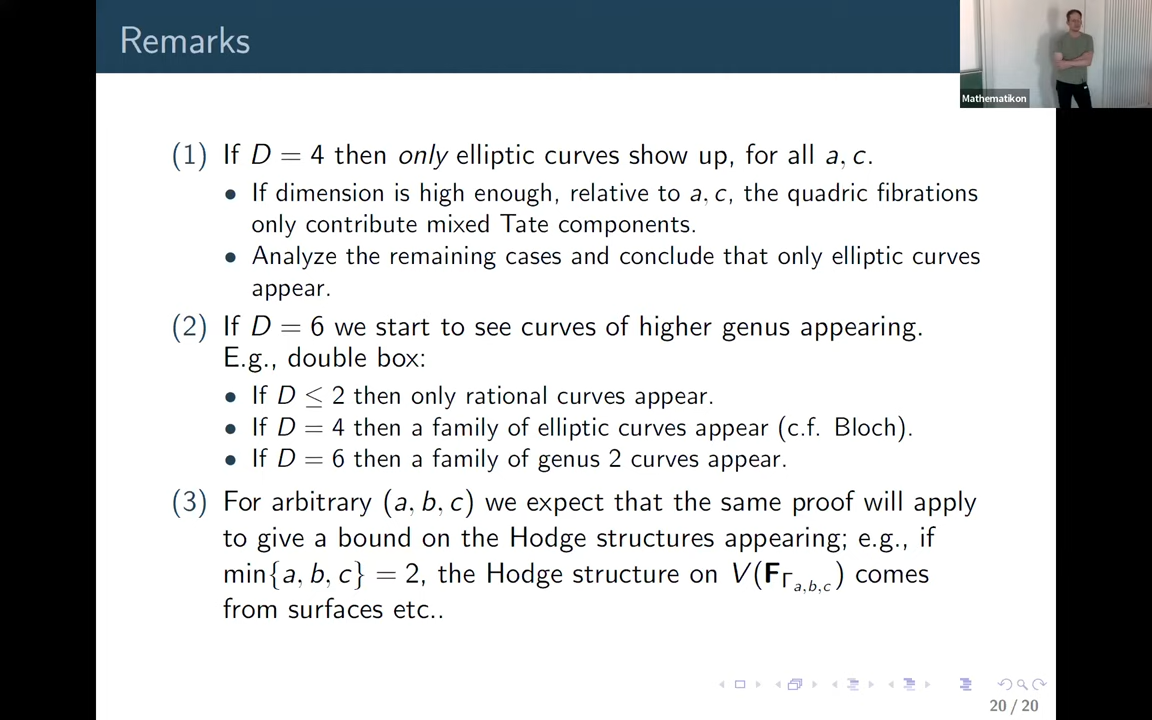 Remarks
Mathematikon
(1) If D = 4 then only elliptic curves show up, for all a, c.
• If dimension is high enough, relative to a, c, the quadric fibrations
only contribute mixed Tate components.
• Analyze the remaining cases and conclude that only elliptic curves
appear.
(2) If D = 6 we start to see curves of higher genus appearing.
E.g., double box:
• If D ≤ 2 then only rational curves appear.
• If D = 4 then a family of elliptic curves appear (c.f. Bloch).
• If D = 6 then a family of genus 2 curves appear.
(3) For arbitrary (a, b, c) we expect that the same proof will apply
to give a bound on the Hodge structures appearing; e.g., if
min{a, b, c} = 2, the Hodge structure on V(F_{Γ_{a,b,c}}) comes
from surfaces etc..
20 / 20